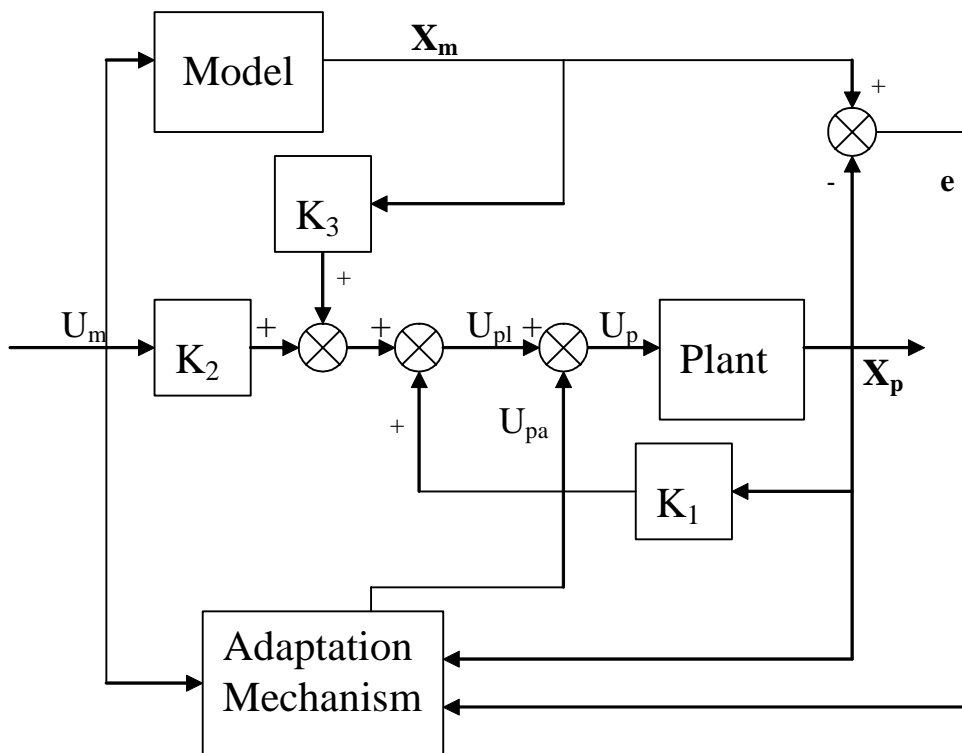 X_m
Model
+
-
e
K_3
+
U_m
K_2
+
+
U_pl
+
U_p
Plant
X_p
+
U_pa
K_1
Adaptation
Mechanism